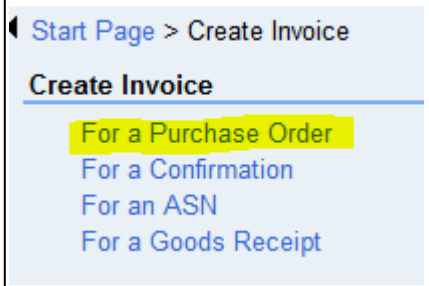 Start Page > Create Invoice
Create Invoice
For a Purchase Order
For a Confirmation
For an ASN
For a Goods Receipt